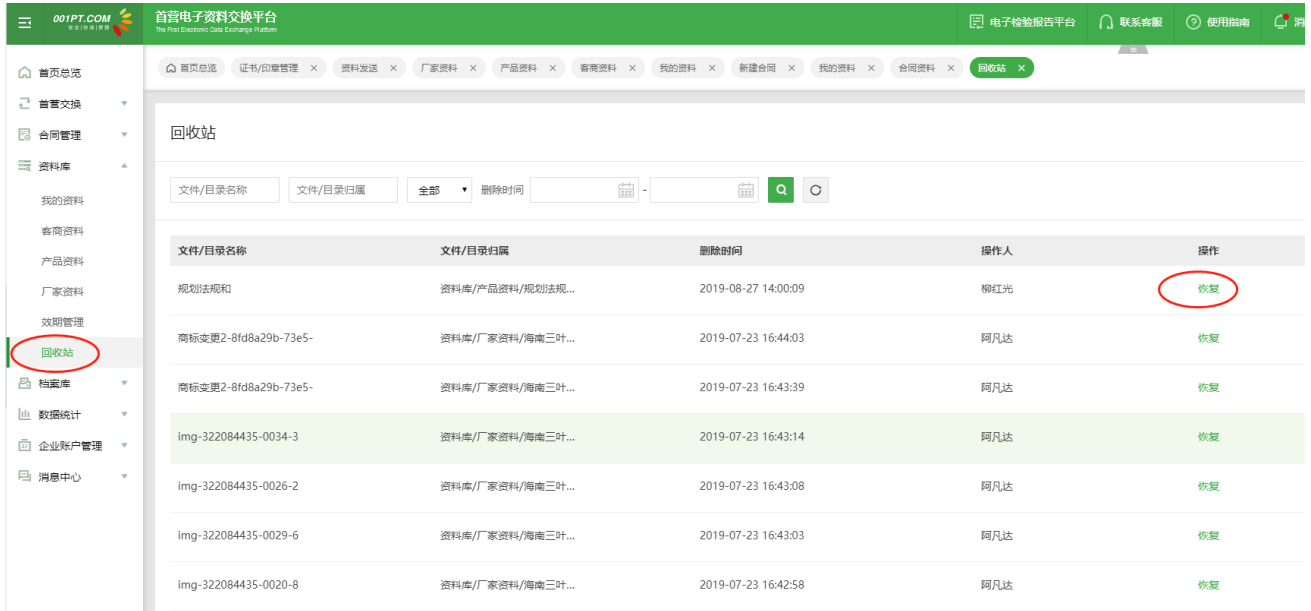 001PT.COM
首营电子资料交换平台
The First Electronic Data Exchange Platform
电子检验报告平台
联系客服
使用指南
首页总览
证书/印章管理 ×
资料发送 ×
厂家资料 ×
产品资料 ×
客商资料 ×
我的资料 ×
新建合同 ×
我的资料 ×
合同资料 ×
回收站 ×
首页总览
首营交换
合同管理
资料库
我的资料
客商资料
产品资料
厂家资料
效期管理
回收站
档案库
数据统计
企业账户管理
消息中心
回收站
文件/目录名称 文件/目录归属 全部 删除时间 -
文件/目录名称 文件/目录归属 删除时间 操作人 操作
规划法规和 资料库/产品资料/规划法规... 2019-08-27 14:00:09 柳红光 恢复
商标变更2-8fd8a29b-73e5- 资料库/厂家资料/海南三叶... 2019-07-23 16:44:03 阿凡达 恢复
商标变更2-8fd8a29b-73e5- 资料库/厂家资料/海南三叶... 2019-07-23 16:43:39 阿凡达 恢复
img-322084435-0034-3 资料库/厂家资料/海南三叶... 2019-07-23 16:43:14 阿凡达 恢复
img-322084435-0026-2 资料库/厂家资料/海南三叶... 2019-07-23 16:43:08 阿凡达 恢复
img-322084435-0029-6 资料库/厂家资料/海南三叶... 2019-07-23 16:43:03 阿凡达 恢复
img-322084435-0020-8 资料库/厂家资料/海南三叶... 2019-07-23 16:42:58 阿凡达 恢复